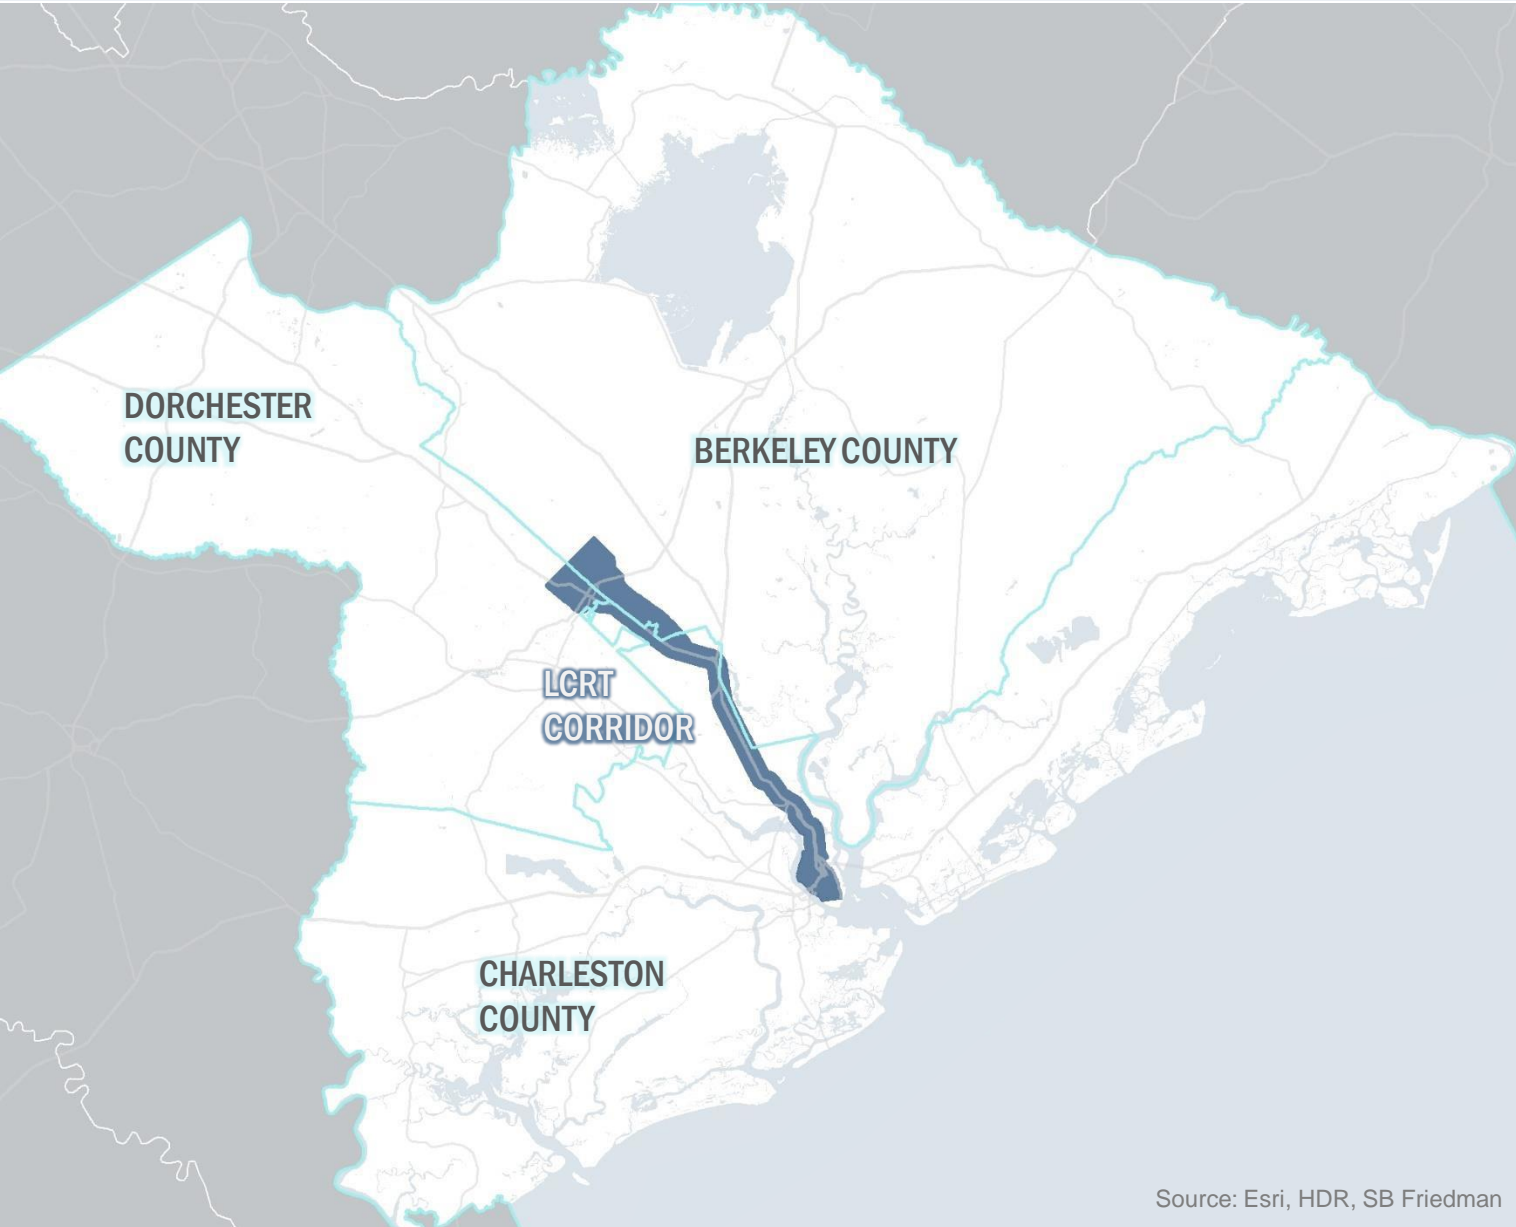 DORCHESTER
COUNTY
BERKELEY COUNTY
LCRT
CORRIDOR
CHARLESTON
COUNTY
Source: Esri, HDR, SB Friedman